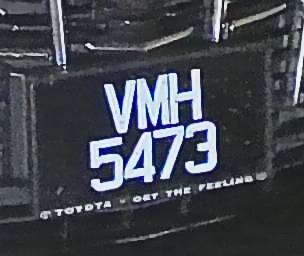 VMH
5473
TOYOTA - GET THE FEELING